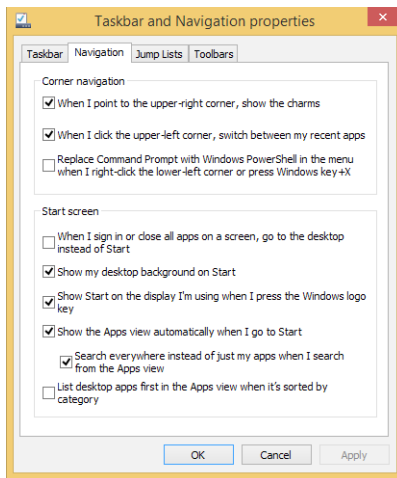 Taskbar and Navigation properties
Taskbar Navigation Jump Lists Toolbars
Corner navigation
When I point to the upper-right corner, show the charms
When I click the upper-left corner, switch between my recent apps
Replace Command Prompt with Windows PowerShell in the menu
when I right-click the lower-left corner or press Windows key+X
Start screen
When I sign in or close all apps on a screen, go to the desktop
instead of Start
Show my desktop background on Start
Show Start on the display I'm using when I press the Windows logo
key
Show the Apps view automatically when I go to Start
Search everywhere instead of just my apps when I search
from the Apps view
List desktop apps first in the Apps view when it's sorted by
category
OK Cancel Apply